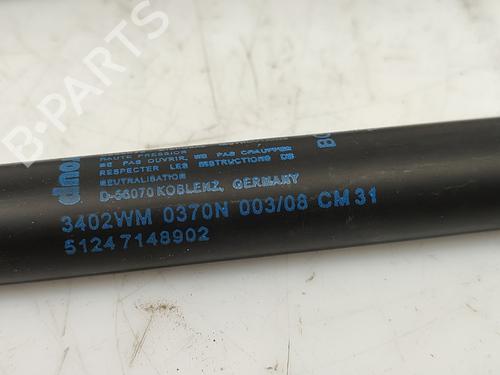 HAUTE PRESSION
NE PAS OUVRIR, NE PAS CHAUFFER
RESPECTER LES INSTRUCTIONS DE
NEUTRALISATION
D-56070 KOBLENZ, GERMANY
3402WM 0370N 003/08 CM 31
51247148902
B-PARTS